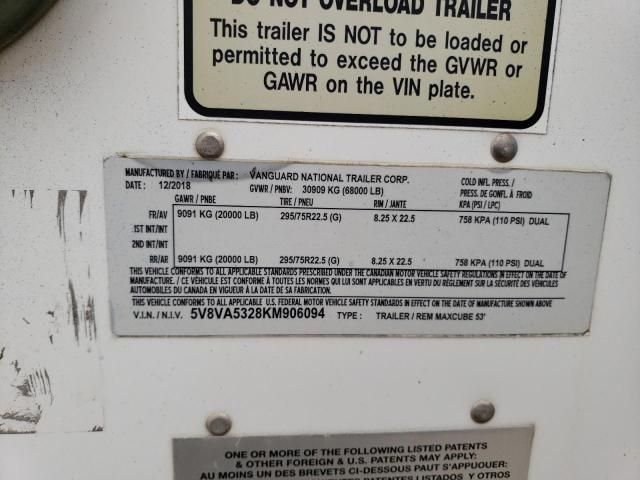 DO NOT OVERLOAD TRAILER
This trailer IS NOT to be loaded or
permitted to exceed the GVWR or
GAWR on the VIN plate.
MANUFACTURED BY / FABRIQUÉ PAR : VANGUARD NATIONAL TRAILER CORP.
DATE : 12/2018 GVWR / PNBV: 30909 KG (68000 LB) COLD INFL. PRESS. / PRESS. DE GONFL. À FROID
GAWR / PNBE TIRE / PNEU RIM / JANTE KPA (PSI / LPC)
FR/AV 9091 KG (20000 LB) 295/75R22.5 (G) 8.25 X 22.5 758 KPA (110 PSI) DUAL
1ST INT/INT
2ND INT/INT
RR/AR 9091 KG (20000 LB) 295/75R22.5 (G) 8.25 X 22.5 758 KPA (110 PSI) DUAL
THIS VEHICLE CONFORMS TO ALL APPLICABLE STANDARDS PRESCRIBED UNDER THE CANADIAN MOTOR VEHICLE SAFETY REGULATIONS IN EFFECT ON THE DATE OF
MANUFACTURE. / CE VÉHICULE EST CONFORME À TOUTES LES NORMES QUI LUI SONT APPLICABLES EN VERTU DU RÈGLEMENT SUR LA SÉCURITÉ DES VÉHICULES
AUTOMOBILES DU CANADA EN VIGUEUR À LA DATE DE SA FABRICATION.
THIS VEHICLE CONFORMS TO ALL APPLICABLE U.S. FEDERAL MOTOR VEHICLE SAFETY STANDARDS IN EFFECT ON THE DATE OF MANUFACTURE SHOWN ABOVE
V.I.N. / N.I.V. 5V8VA5328KM906094 TYPE : TRAILER / REM MAXCUBE 53'
ONE OR MORE OF THE FOLLOWING LISTED PATENTS
& OTHER FOREIGN & U.S. PATENTS MAY APPLY:
AU MOINS UN DES BREVETS CI-DESSOUS PAUT S'APPUOUER:
PATENTS LISTADOS Y OTROS